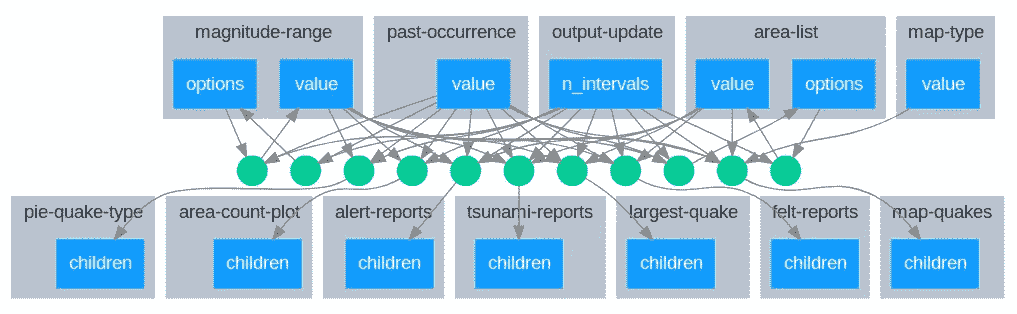 magnitude-range
past-occurrence
output-update
area-list
map-type
options
value
value
n_intervals
value
options
value
pie-quake-type
area-count-plot
alert-reports
tsunami-reports
largest-quake
felt-reports
map-quakes
children
children
children
children
children
children
children